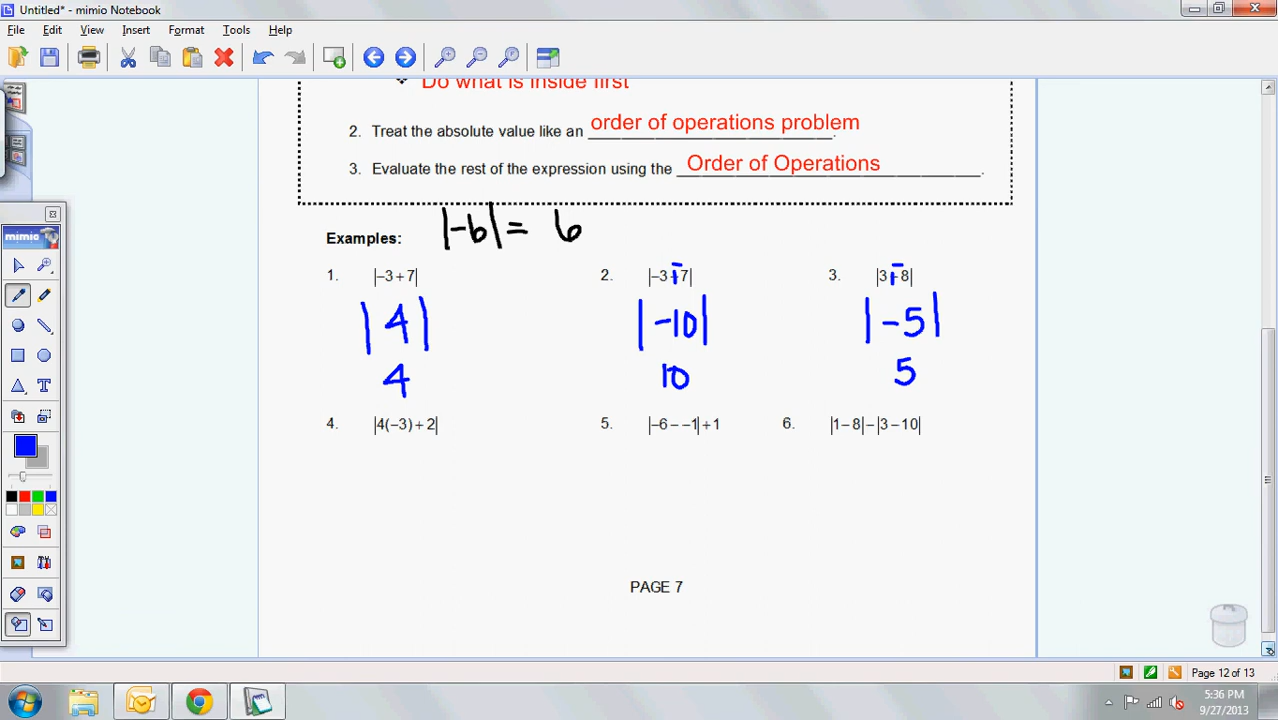 Untitled* - mimio Notebook
File Edit View Insert Format Tools Help
Do what is inside first
2. Treat the absolute value like an order of operations problem.
3. Evaluate the rest of the expression using the Order of Operations.
mimio
Examples: |-6| = 6
1. |−3 + 7| 2. |−3 − 7| 3. |3 − 8|
|4| |-10| |-5|
4 10 5
4. |4(−3) + 2| 5. |−6 − −1| + 1 6. |1 − 8| − |3 − 10|
PAGE 7
Page 12 of 13
5:36 PM
9/27/2013